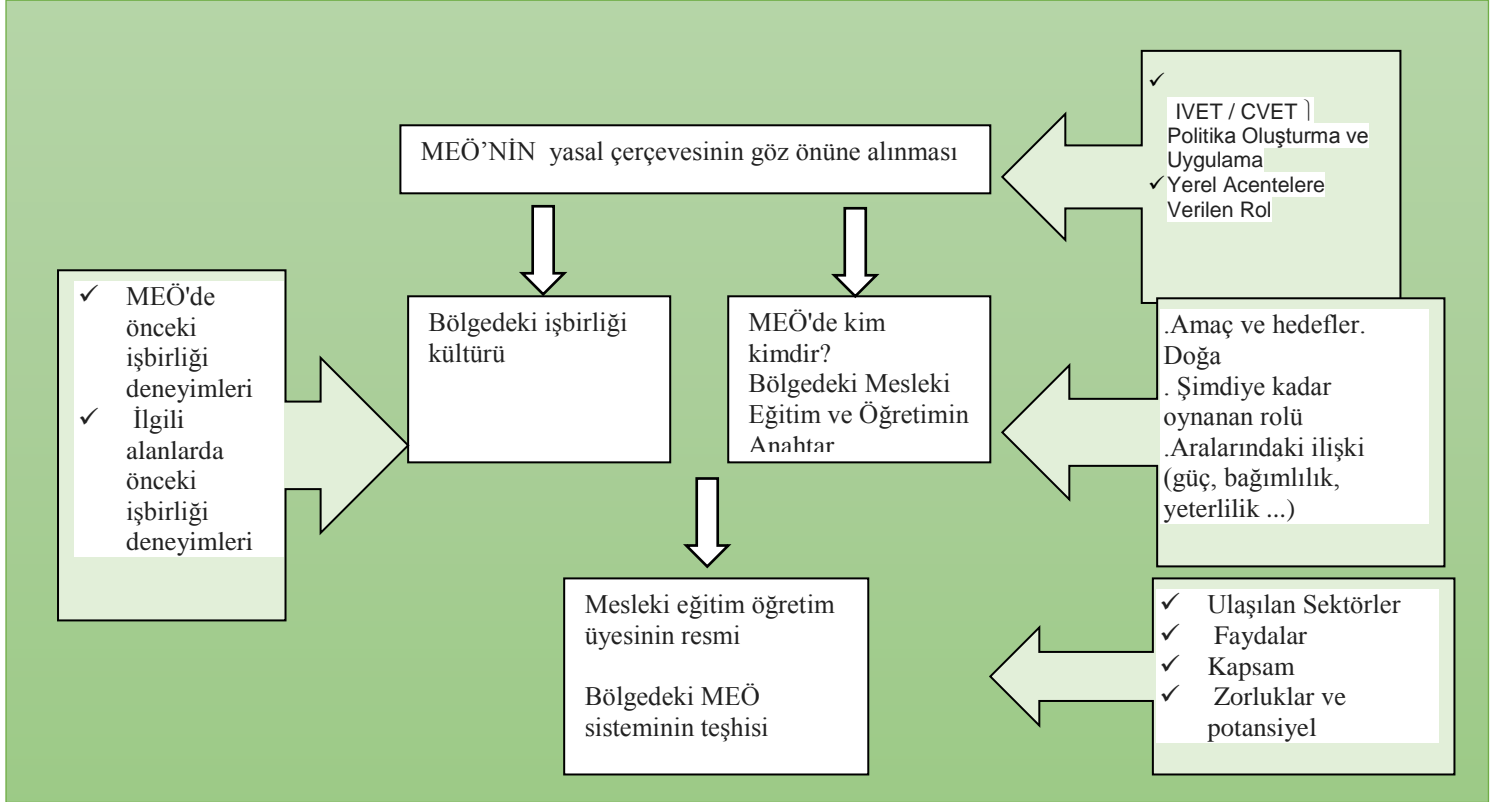 ✓
IVET / CVET ⎫
Politika Oluşturma ve
Uygulama
✓ Yerel Acentelere
Verilen Rol
MEÖ’NİN yasal çerçevesinin göz önüne alınması
✓ MEÖ'de
önceki
işbirliği
deneyimleri
✓ İlgili
alanlarda
önceki
işbirliği
deneyimleri
Bölgedeki işbirliği
kültürü
MEÖ'de kim
kimdir?
Bölgedeki Mesleki
Eğitim ve Öğretimin
Anahtar
.Amaç ve hedefler.
Doğa
. Şimdiye kadar
oynanan rolü
.Aralarındaki ilişki
(güç, bağımlılık,
yeterlilik ...)
Mesleki eğitim öğretim
üyesinin resmi
Bölgedeki MEÖ
sisteminin teşhisi
✓ Ulaşılan Sektörler
✓ Faydalar
✓ Kapsam
✓ Zorluklar ve
potansiyel